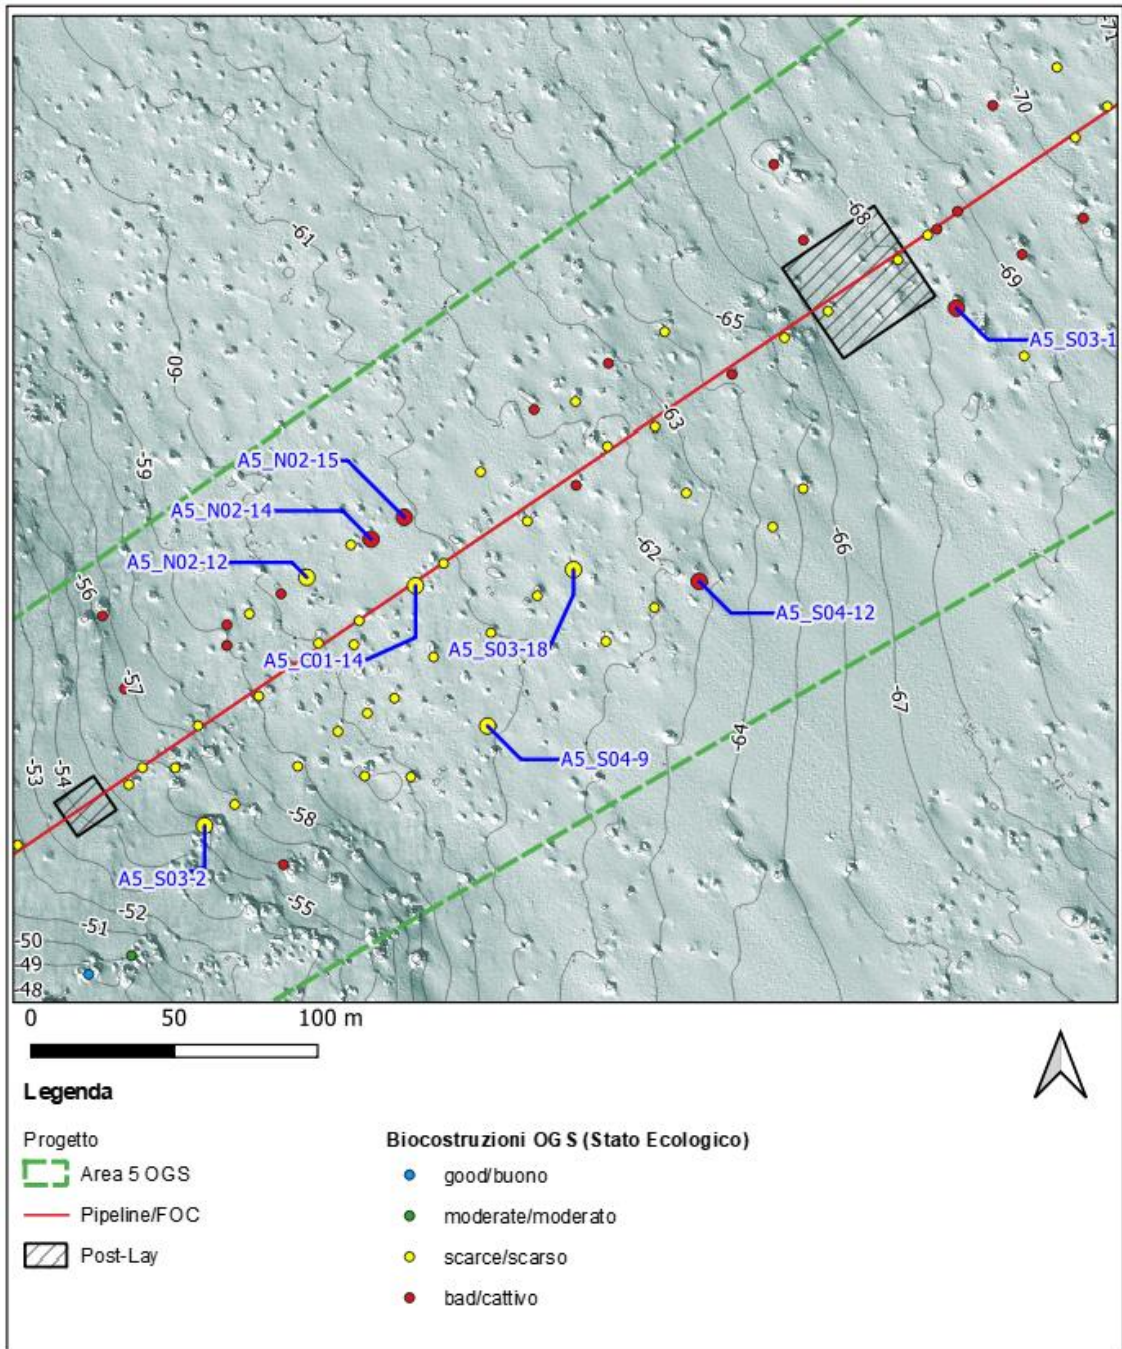 -71
-70
-68
-61
-69
-65
A5_S03-1
-60
-63
A5_N02-15
-59
A5_N02-14
-66
-62
A5_N02-12
-56
A5_S04-12
A5_S03-18
A5_C01-14
-57
-67
-64
A5_S04-9
-53
-54
-58
A5_S03-2
-55
-52
-51
-50
-49
-48
0 50 100 m
Legenda
Progetto
Area 5 OGS
Pipeline/FOC
Post-Lay
Biocostruzioni OGS (Stato Ecologico)
good/buono
moderate/moderato
scarce/scarso
bad/cattivo